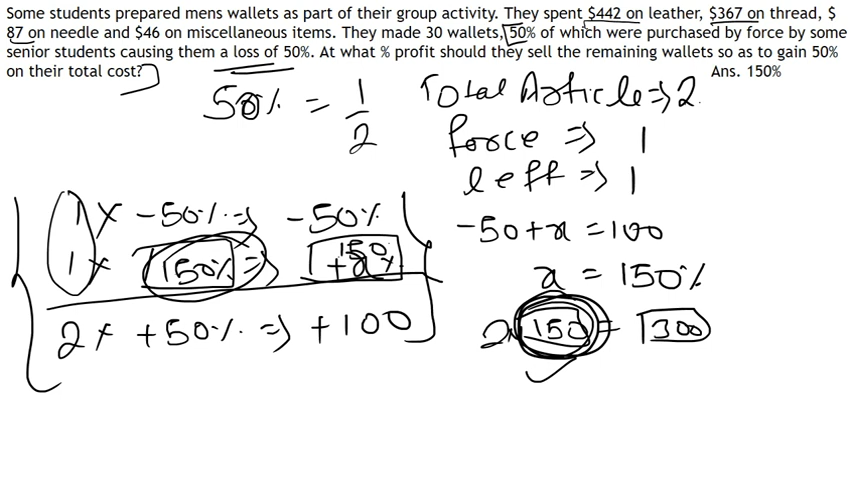 Some students prepared mens wallets as part of their group activity. They spent $442 on leather, $367 on thread, $
87 on needle and $46 on miscellaneous items. They made 30 wallets, 50% of which were purchased by force by some
senior students causing them a loss of 50%. At what % profit should they sell the remaining wallets so as to gain 50%
on their total cost? Ans. 150%
50% = 1/2 Total Article => 2
force => 1
left => 1
1 x -50% => -50% -50 + x = 100
1 x 150% => 150 + x x = 150%
2 x +50% => +100 2 150 = 300